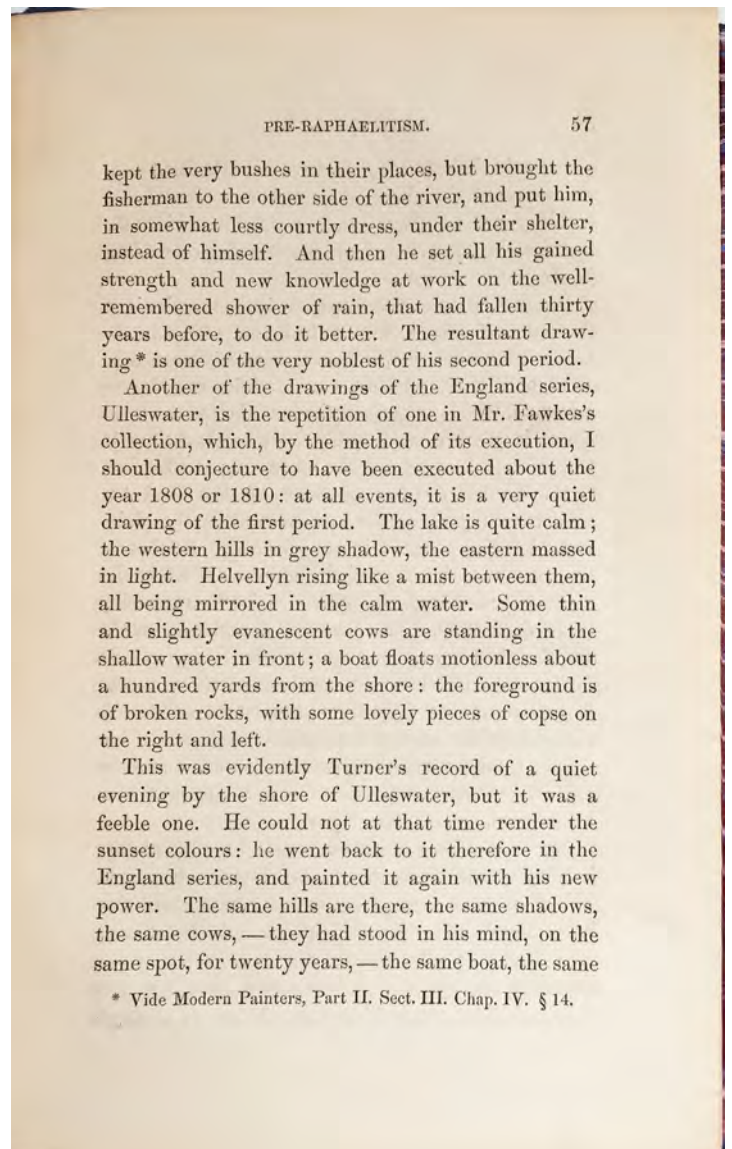 PRE-RAPHAELITISM. 57
kept the very bushes in their places, but brought the
fisherman to the other side of the river, and put him,
in somewhat less courtly dress, under their shelter,
instead of himself. And then he set all his gained
strength and new knowledge at work on the well-
remembered shower of rain, that had fallen thirty
years before, to do it better. The resultant draw-
ing * is one of the very noblest of his second period.
Another of the drawings of the England series,
Ulleswater, is the repetition of one in Mr. Fawkes's
collection, which, by the method of its execution, I
should conjecture to have been executed about the
year 1808 or 1810: at all events, it is a very quiet
drawing of the first period. The lake is quite calm;
the western hills in grey shadow, the eastern massed
in light. Helvellyn rising like a mist between them,
all being mirrored in the calm water. Some thin
and slightly evanescent cows are standing in the
shallow water in front; a boat floats motionless about
a hundred yards from the shore: the foreground is
of broken rocks, with some lovely pieces of copse on
the right and left.
This was evidently Turner's record of a quiet
evening by the shore of Ulleswater, but it was a
feeble one. He could not at that time render the
sunset colours: he went back to it therefore in the
England series, and painted it again with his new
power. The same hills are there, the same shadows,
the same cows, — they had stood in his mind, on the
same spot, for twenty years, — the same boat, the same
* Vide Modern Painters, Part II. Sect. III. Chap. IV. § 14.